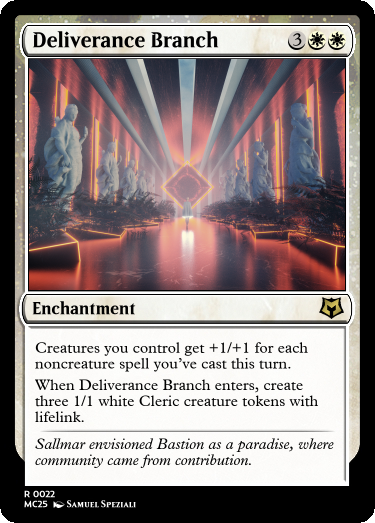 Deliverance Branch 3
Enchantment
Creatures you control get +1/+1 for each
noncreature spell you've cast this turn.
When Deliverance Branch enters, create
three 1/1 white Cleric creature tokens with
lifelink.
Sallmar envisioned Bastion as a paradise, where
community came from contribution.
R 0022
MC25 SAMUEL SPEZIALI